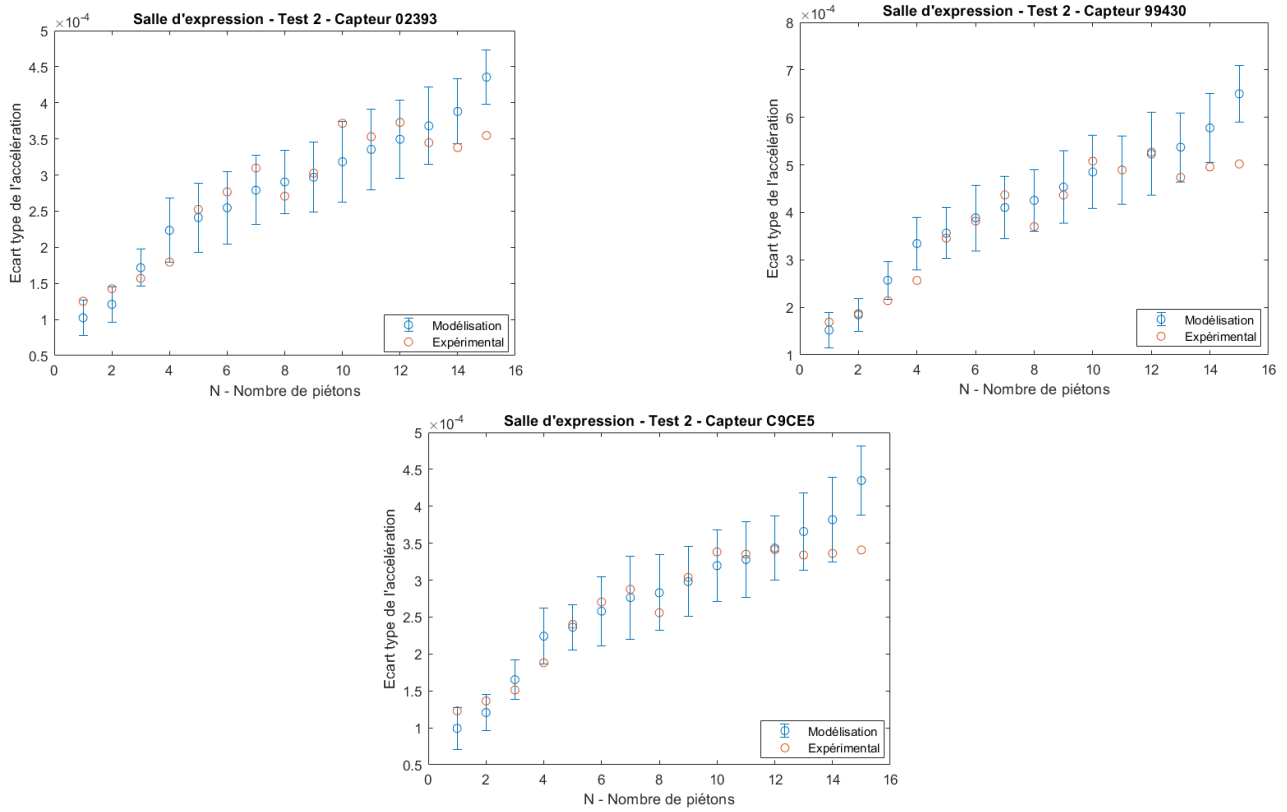 Salle d'expression - Test 2 - Capteur 02393
×10⁻⁴
5
4.5
4
3.5
3
2.5
2
1.5
1
0.5
Ecart type de l'accélération
0 2 4 6 8 10 12 14 16
N - Nombre de piétons
Modélisation
Expérimental
Salle d'expression - Test 2 - Capteur 99430
×10⁻⁴
8
7
6
5
4
3
2
1
Ecart type de l'accélération
0 2 4 6 8 10 12 14 16
N - Nombre de piétons
Modélisation
Expérimental
Salle d'expression - Test 2 - Capteur C9CE5
×10⁻⁴
5
4.5
4
3.5
3
2.5
2
1.5
1
0.5
Ecart type de l'accélération
0 2 4 6 8 10 12 14 16
N - Nombre de piétons
Modélisation
Expérimental